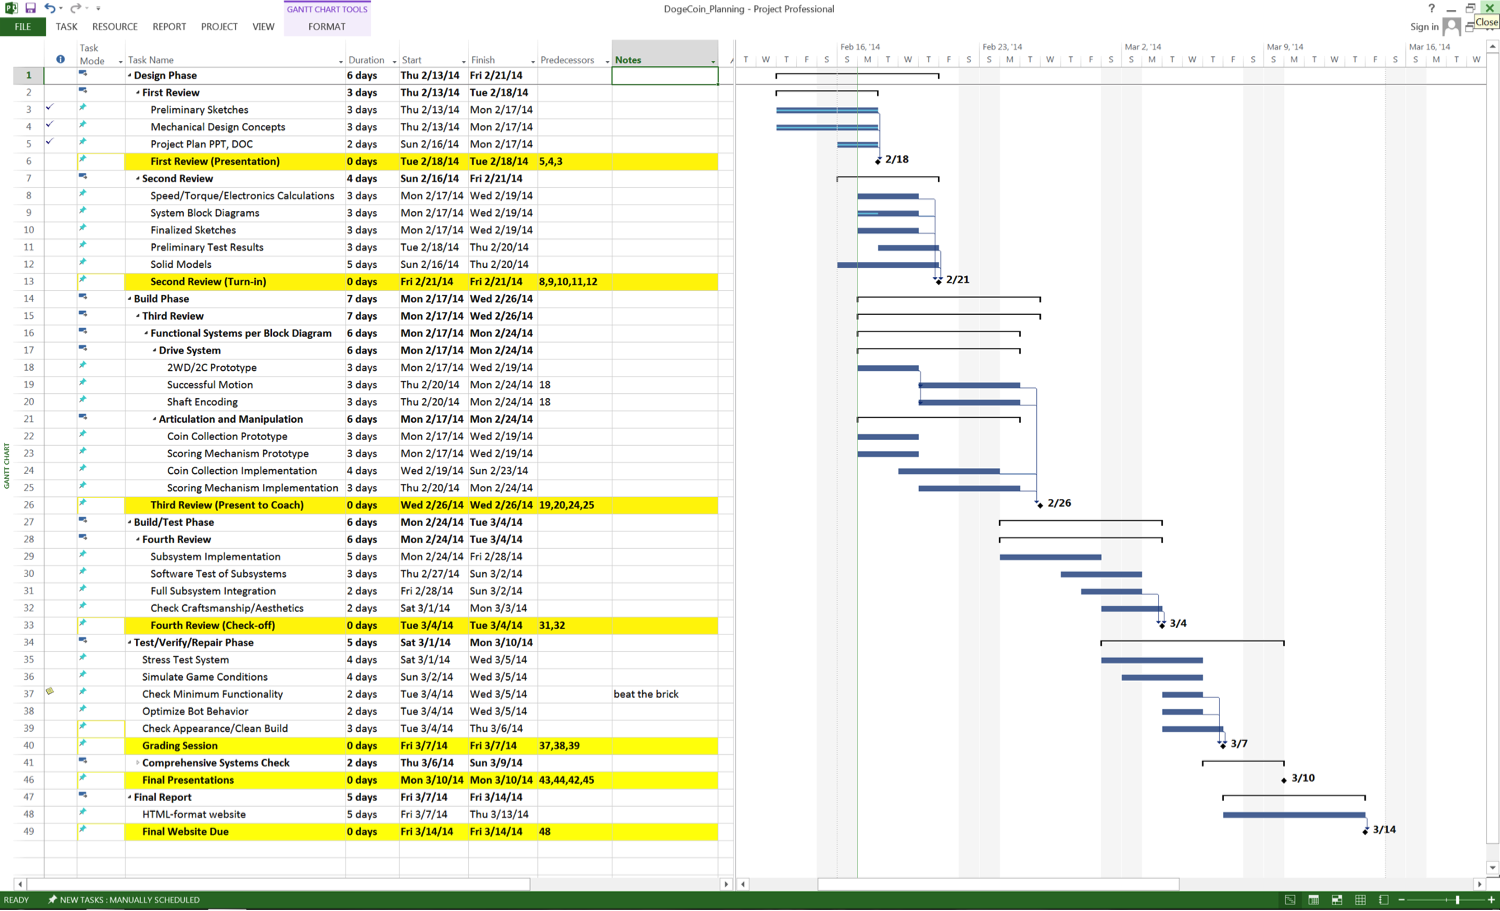 GANTT CHART TOOLS
DogeCoin_Planning - Project Professional
?
FILE TASK RESOURCE REPORT PROJECT VIEW FORMAT
Sign in
Close
Task Mode Task Name Duration Start Finish Predecessors Notes
Feb 16, '14 Feb 23, '14 Mar 2, '14 Mar 9, '14 Mar 16, '14
T W T F S S M T W T F S S M T W T F S S M T W T F S S M T W T F S S M T W
1 Design Phase 6 days Thu 2/13/14 Fri 2/21/14
2 First Review 3 days Thu 2/13/14 Tue 2/18/14
3 Preliminary Sketches 3 days Thu 2/13/14 Mon 2/17/14
4 Mechanical Design Concepts 3 days Thu 2/13/14 Mon 2/17/14
5 Project Plan PPT, DOC 2 days Sun 2/16/14 Mon 2/17/14
6 First Review (Presentation) 0 days Tue 2/18/14 Tue 2/18/14 5,4,3 2/18
7 Second Review 4 days Sun 2/16/14 Fri 2/21/14
8 Speed/Torque/Electronics Calculations 3 days Mon 2/17/14 Wed 2/19/14
9 System Block Diagrams 3 days Mon 2/17/14 Wed 2/19/14
10 Finalized Sketches 3 days Mon 2/17/14 Wed 2/19/14
11 Preliminary Test Results 3 days Tue 2/18/14 Thu 2/20/14
12 Solid Models 5 days Sun 2/16/14 Thu 2/20/14
13 Second Review (Turn-in) 0 days Fri 2/21/14 Fri 2/21/14 8,9,10,11,12 2/21
14 Build Phase 7 days Mon 2/17/14 Wed 2/26/14
15 Third Review 7 days Mon 2/17/14 Wed 2/26/14
16 Functional Systems per Block Diagram 6 days Mon 2/17/14 Mon 2/24/14
17 Drive System 6 days Mon 2/17/14 Mon 2/24/14
18 2WD/2C Prototype 3 days Mon 2/17/14 Wed 2/19/14
19 Successful Motion 3 days Thu 2/20/14 Mon 2/24/14 18
20 Shaft Encoding 3 days Thu 2/20/14 Mon 2/24/14 18
21 Articulation and Manipulation 6 days Mon 2/17/14 Mon 2/24/14
22 Coin Collection Prototype 3 days Mon 2/17/14 Wed 2/19/14
23 Scoring Mechanism Prototype 3 days Mon 2/17/14 Wed 2/19/14
24 Coin Collection Implementation 4 days Wed 2/19/14 Sun 2/23/14
25 Scoring Mechanism Implementation 3 days Thu 2/20/14 Mon 2/24/14
26 Third Review (Present to Coach) 0 days Wed 2/26/14 Wed 2/26/14 19,20,24,25 2/26
27 Build/Test Phase 6 days Mon 2/24/14 Tue 3/4/14
28 Fourth Review 6 days Mon 2/24/14 Tue 3/4/14
29 Subsystem Implementation 5 days Mon 2/24/14 Fri 2/28/14
30 Software Test of Subsystems 3 days Thu 2/27/14 Sun 3/2/14
31 Full Subsystem Integration 2 days Fri 2/28/14 Sun 3/2/14
32 Check Craftsmanship/Aesthetics 2 days Sat 3/1/14 Mon 3/3/14
33 Fourth Review (Check-off) 0 days Tue 3/4/14 Tue 3/4/14 31,32 3/4
34 Test/Verify/Repair Phase 5 days Sat 3/1/14 Mon 3/10/14
35 Stress Test System 4 days Sat 3/1/14 Wed 3/5/14
36 Simulate Game Conditions 4 days Sun 3/2/14 Wed 3/5/14
37 Check Minimum Functionality 2 days Tue 3/4/14 Wed 3/5/14 beat the brick
38 Optimize Bot Behavior 2 days Tue 3/4/14 Wed 3/5/14
39 Check Appearance/Clean Build 3 days Tue 3/4/14 Thu 3/6/14
40 Grading Session 0 days Fri 3/7/14 Fri 3/7/14 37,38,39 3/7
41 Comprehensive Systems Check 2 days Thu 3/6/14 Sun 3/9/14
46 Final Presentations 0 days Mon 3/10/14 Mon 3/10/14 43,44,42,45 3/10
47 Final Report 5 days Fri 3/7/14 Fri 3/14/14
48 HTML-format website 5 days Fri 3/7/14 Thu 3/13/14
49 Final Website Due 0 days Fri 3/14/14 Fri 3/14/14 48 3/14
GANTT CHART
READY NEW TASKS : MANUALLY SCHEDULED